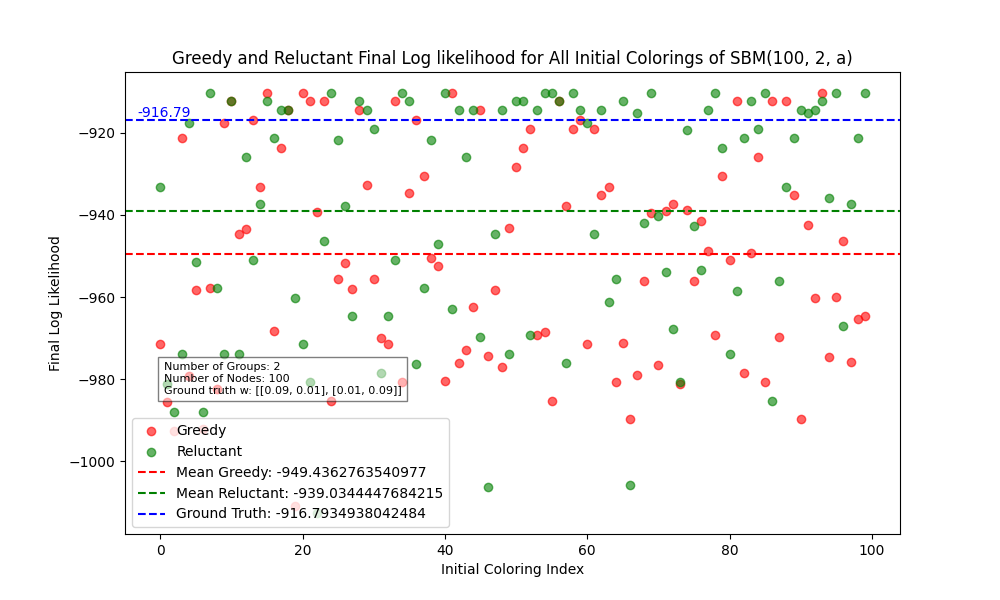 Greedy and Reluctant Final Log likelihood for All Initial Colorings of SBM(100, 2, a)
Final Log Likelihood
−920
−940
−960
−980
−1000
-916.79
Number of Groups: 2
Number of Nodes: 100
Ground truth w: [[0.09, 0.01], [0.01, 0.09]]
Greedy
Reluctant
Mean Greedy: -949.4362763540977
Mean Reluctant: -939.0344447684215
Ground Truth: -916.7934938042484
0 20 40 60 80 100
Initial Coloring Index